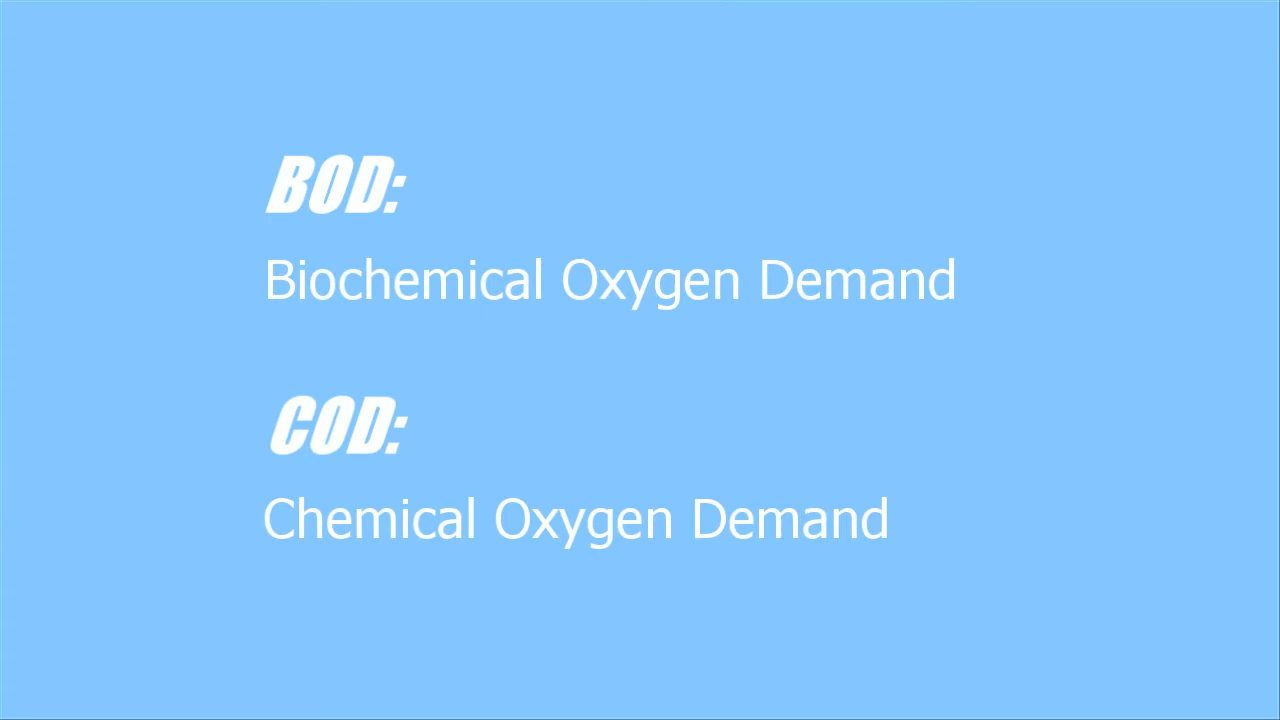 BOD:
Biochemical Oxygen Demand
COD:
Chemical Oxygen Demand